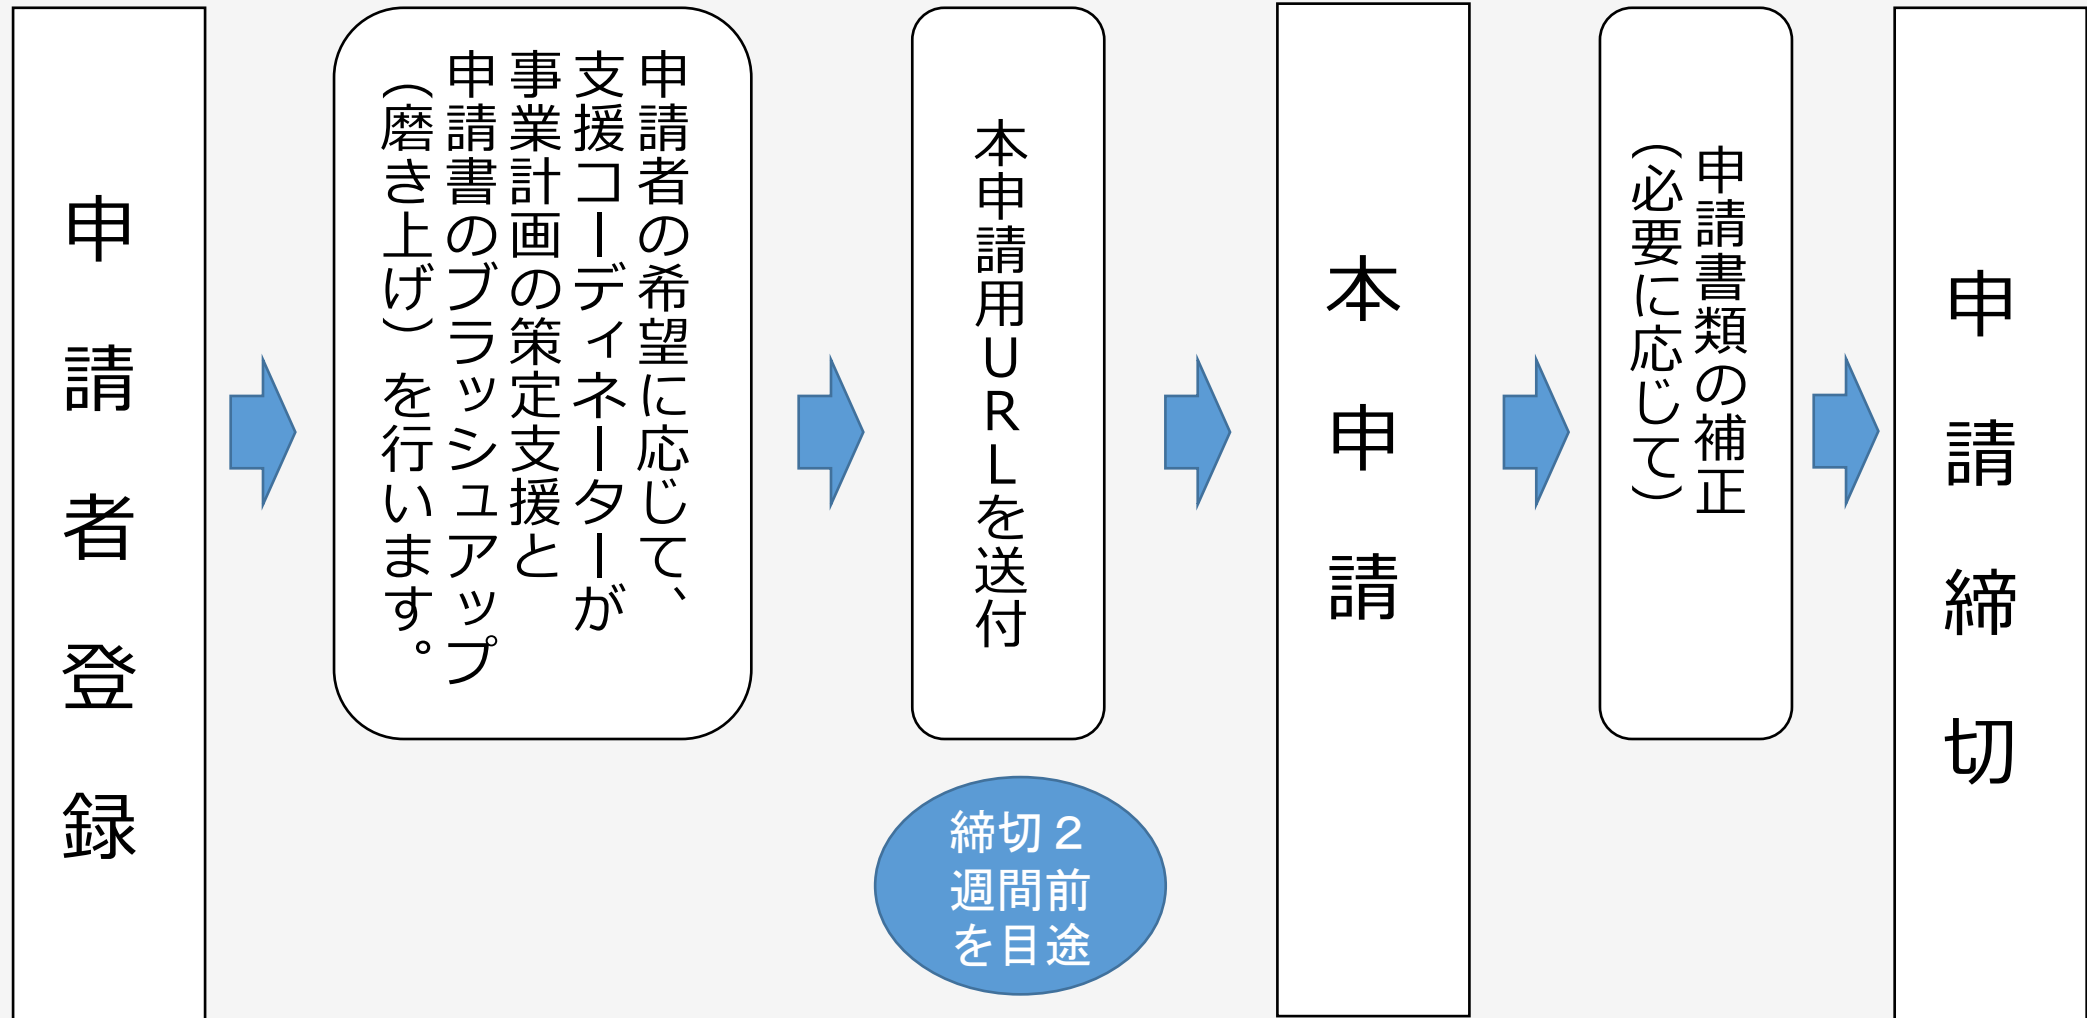 申請者登録
申請者の希望に応じて、
支援コーディネーターが
事業計画の策定支援と
申請書のブラッシュアップ
（磨き上げ）を行います。
本申請用ＵＲＬを送付
締切２
週間前
を目途
本申請
申請書類の補正
（必要に応じて）
申請締切